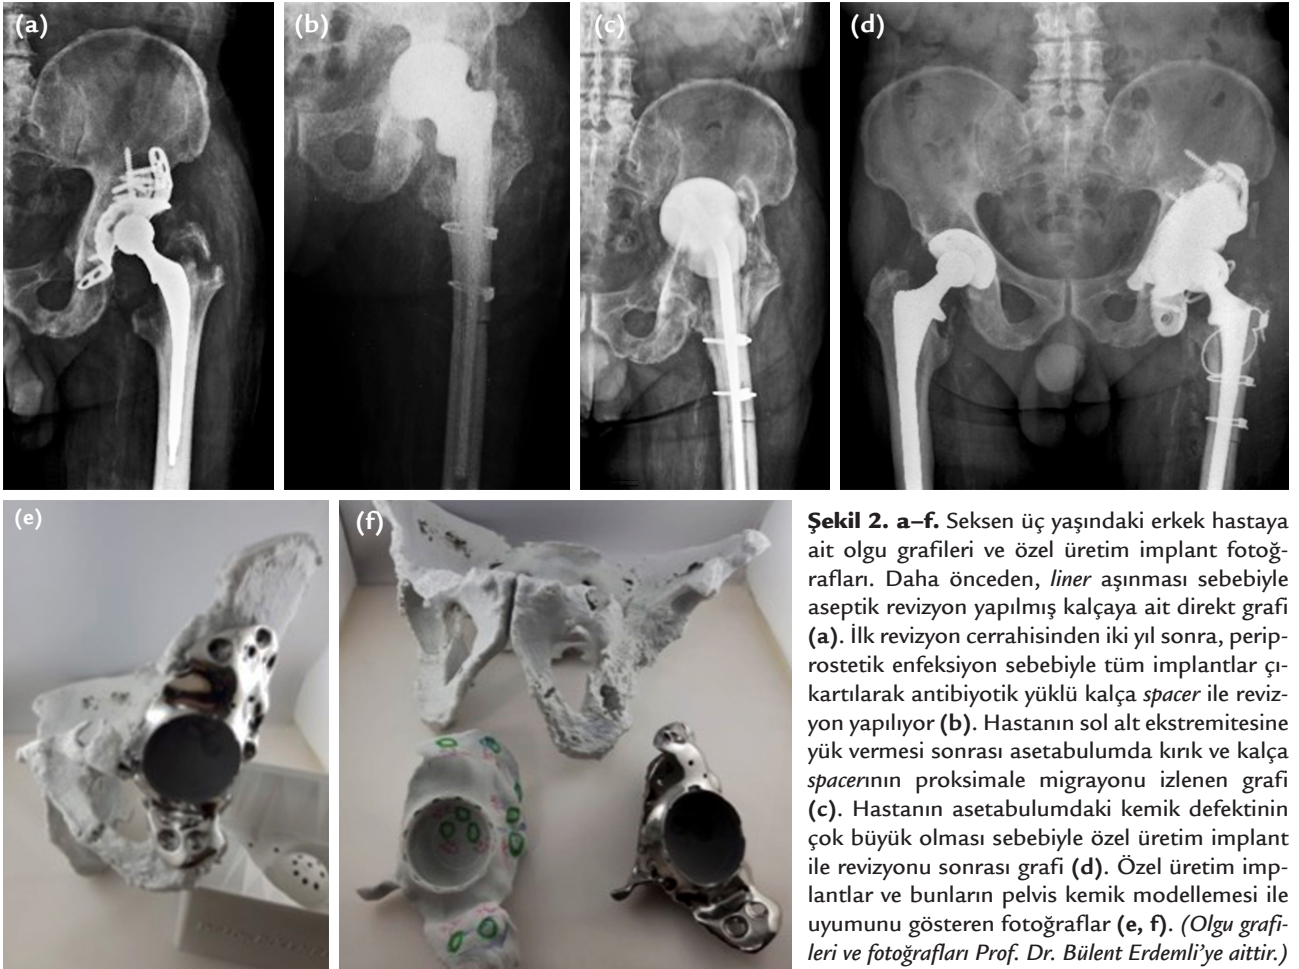 (a)
(b)
(c)
(d)
(e)
(f)
Şekil 2. a–f. Seksen üç yaşındaki erkek hastaya
ait olgu grafileri ve özel üretim implant fotoğ-
rafları. Daha önceden, liner aşınması sebebiyle
aseptik revizyon yapılmış kalçaya ait direkt grafi
(a). İlk revizyon cerrahisinden iki yıl sonra, perip-
rostetik enfeksiyon sebebiyle tüm implantlar çı-
kartılarak antibiyotik yüklü kalça spacer ile reviz-
yon yapılıyor (b). Hastanın sol alt ekstremitesine
yük vermesi sonrası asetabulumda kırık ve kalça
spacerının proksimale migrayonu izlenen grafi
(c). Hastanın asetabulumdaki kemik defektinin
çok büyük olması sebebiyle özel üretim implant
ile revizyonu sonrası grafi (d). Özel üretim imp-
lantlar ve bunların pelvis kemik modellemesi ile
uyumunu gösteren fotoğraflar (e, f). (Olgu grafi-
leri ve fotoğrafları Prof. Dr. Bülent Erdemli’ye aittir.)